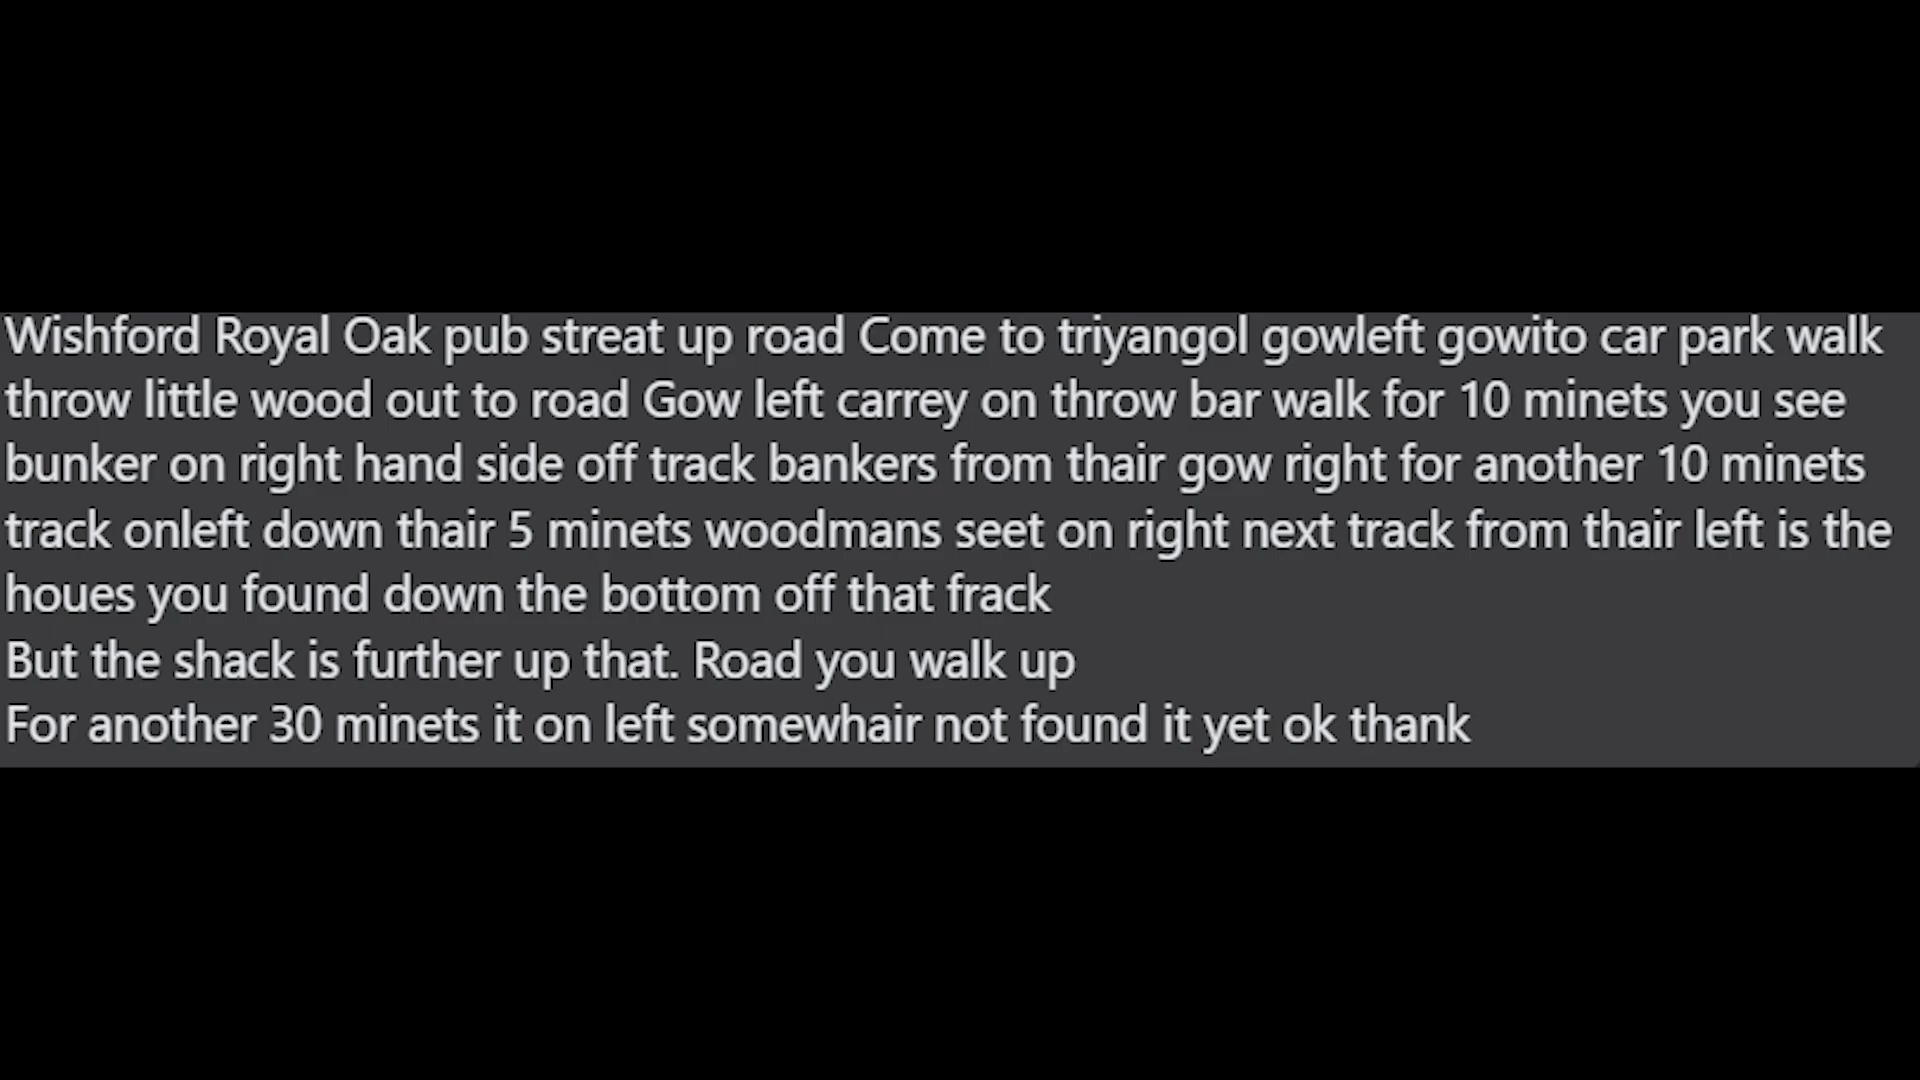 Wishford Royal Oak pub streat up road Come to triyangol gowleft gowito car park walk
throw little wood out to road Gow left carrey on throw bar walk for 10 minets you see
bunker on right hand side off track bankers from thair gow right for another 10 minets
track onleft down thair 5 minets woodmans seet on right next track from thair left is the
houes you found down the bottom off that frack
But the shack is further up that. Road you walk up
For another 30 minets it on left somewhair not found it yet ok thank